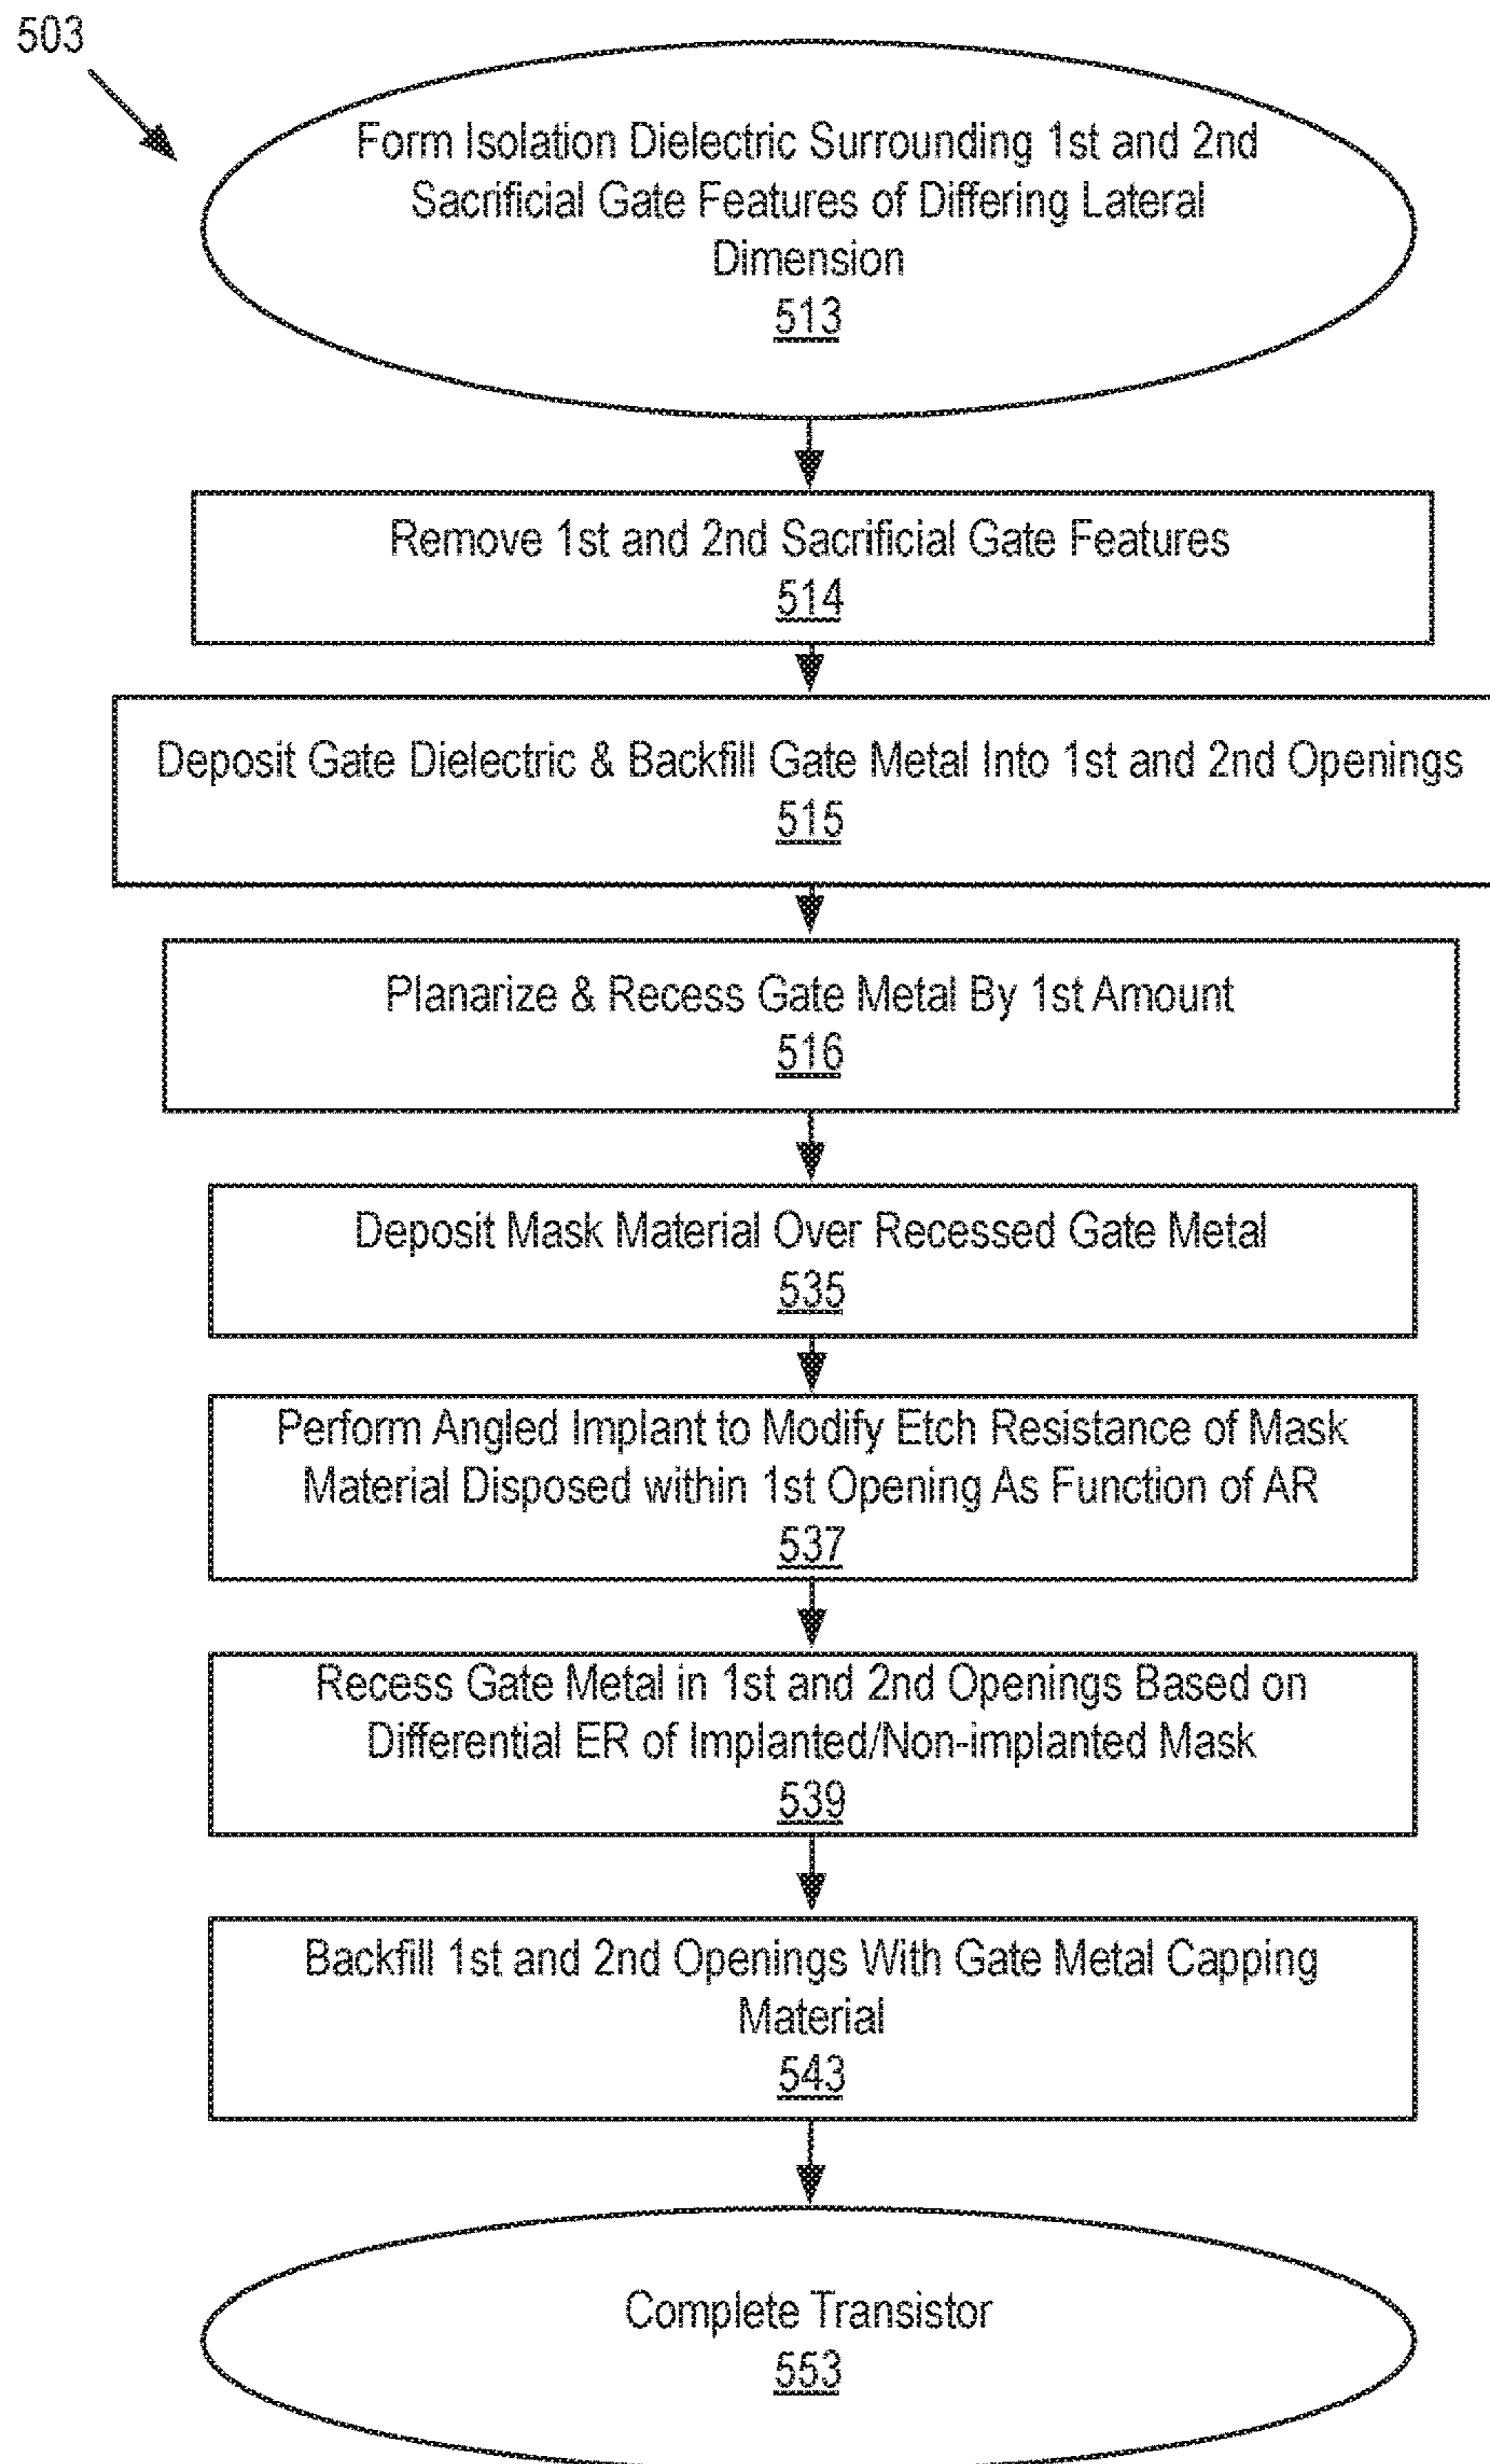 503
Form Isolation Dielectric Surrounding 1st and 2nd
Sacrificial Gate Features of Differing Lateral
Dimension
513
Remove 1st and 2nd Sacrificial Gate Features
514
Deposit Gate Dielectric & Backfill Gate Metal Into 1st and 2nd Openings
515
Planarize & Recess Gate Metal By 1st Amount
516
Deposit Mask Material Over Recessed Gate Metal
535
Perform Angled Implant to Modify Etch Resistance of Mask
Material Disposed within 1st Opening As Function of AR
537
Recess Gate Metal in 1st and 2nd Openings Based on
Differential ER of Implanted/Non-implanted Mask
539
Backfill 1st and 2nd Openings With Gate Metal Capping
Material
543
Complete Transistor
553